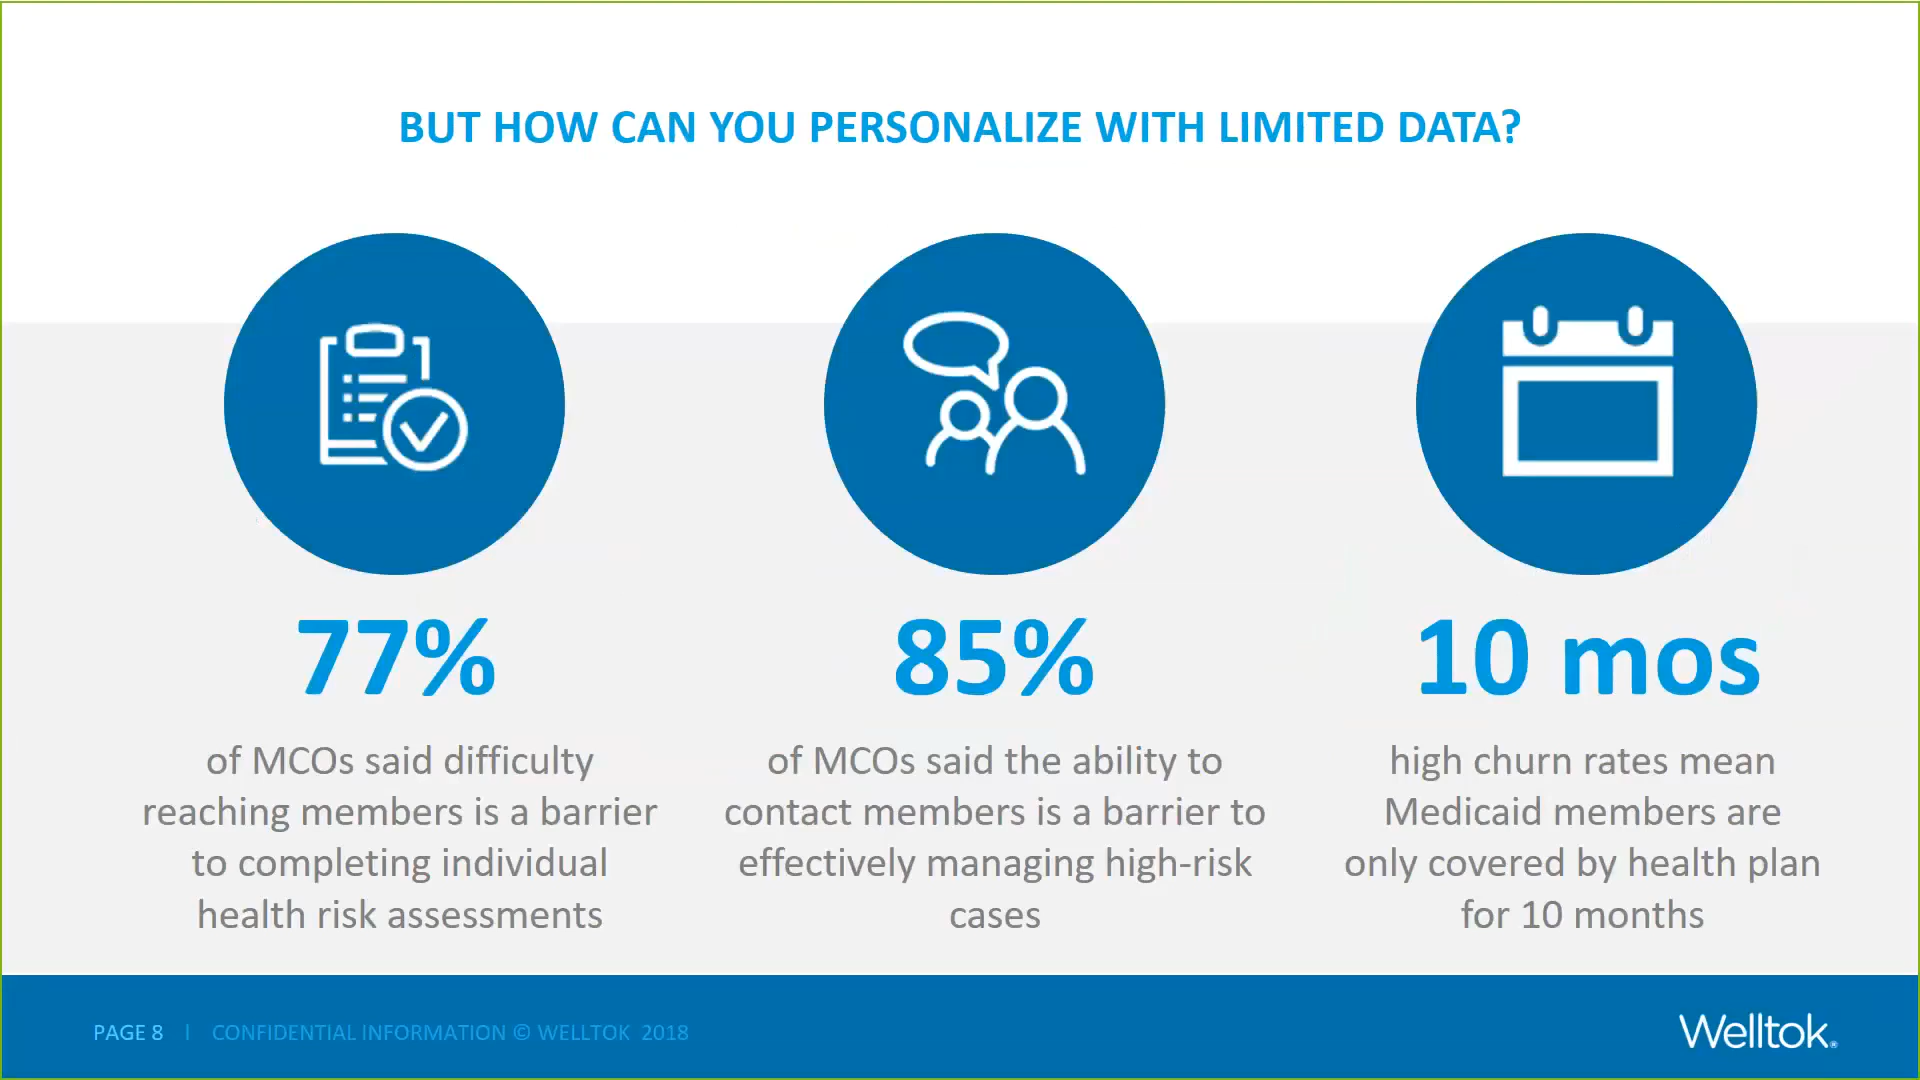 BUT HOW CAN YOU PERSONALIZE WITH LIMITED DATA?
77%
of MCOs said difficulty
reaching members is a barrier
to completing individual
health risk assessments
85%
of MCOs said the ability to
contact members is a barrier to
effectively managing high-risk
cases
10 mos
high churn rates mean
Medicaid members are
only covered by health plan
for 10 months
PAGE 8 | CONFIDENTIAL INFORMATION © WELLTOK 2018
Welltok®